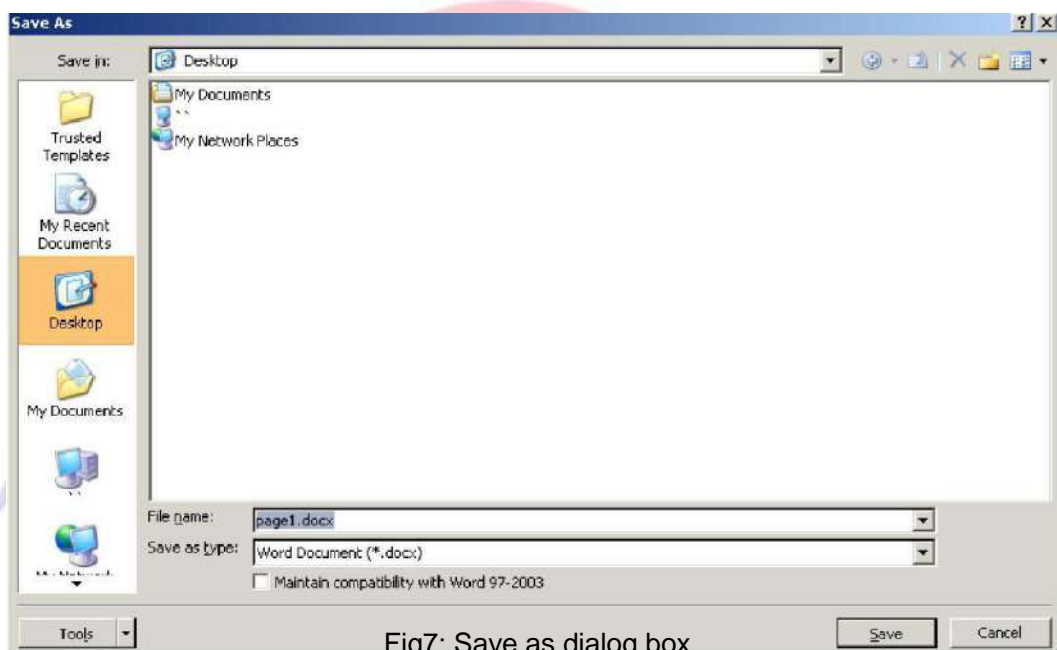 Save As
Save in:
Desktop
My Documents
` `
My Network Places
Trusted
Templates
My Recent
Documents
Desktop
My Documents
` `
File name:
page1.docx
Save as type:
Word Document (*.docx)
Maintain compatibility with Word 97-2003
Tools
Save
Cancel
Fig7: Save as dialog box